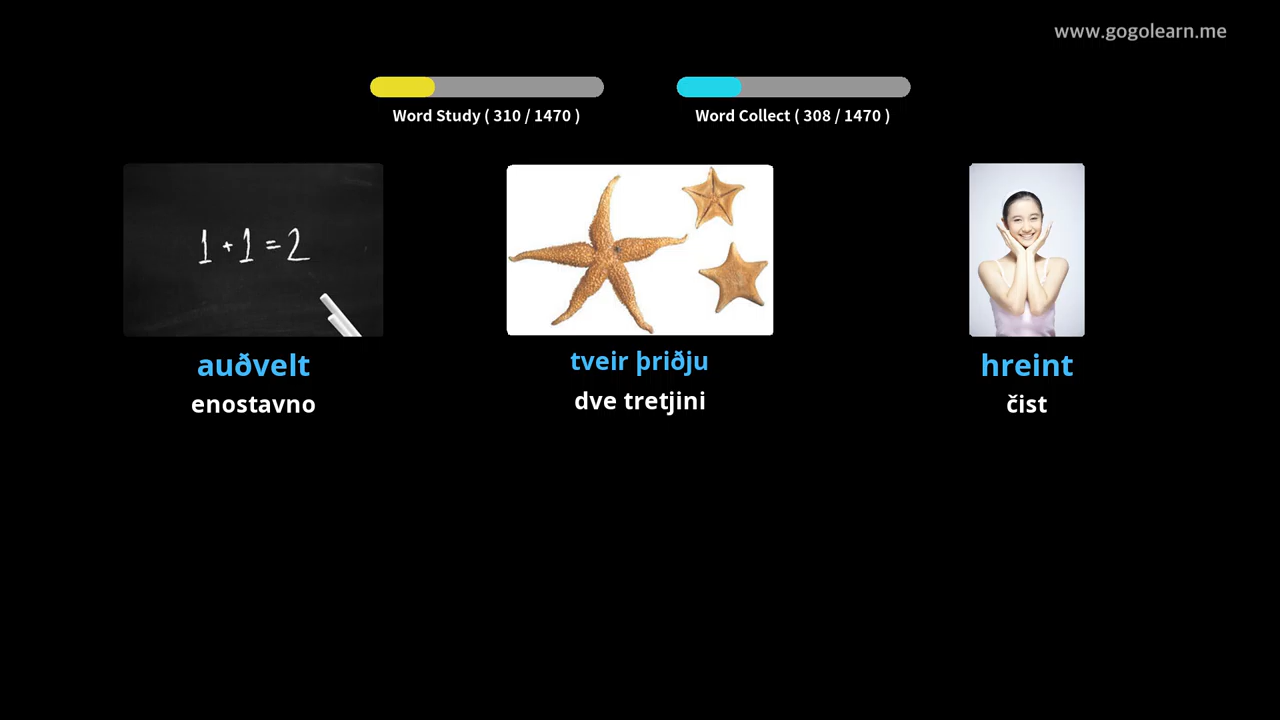 www.gogolearn.me
Word Study ( 310 / 1470 )
Word Collect ( 308 / 1470 )
1 + 1 = 2
auðvelt
enostavno
tveir þriðju
dve tretjini
hreint
čist